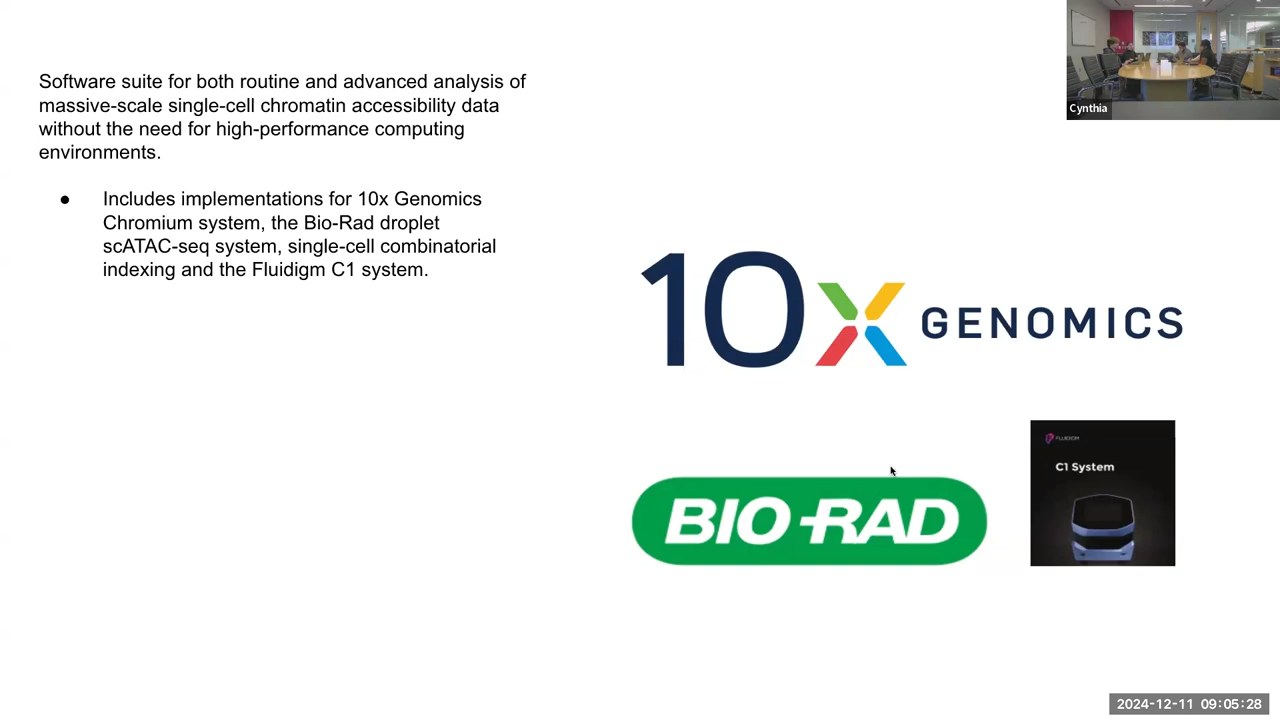 Software suite for both routine and advanced analysis of
massive-scale single-cell chromatin accessibility data
without the need for high-performance computing
environments.
● Includes implementations for 10x Genomics
Chromium system, the Bio-Rad droplet
scATAC-seq system, single-cell combinatorial
indexing and the Fluidigm C1 system.
Cynthia
10x GENOMICS
BIO-RAD
FLUIDIGM
C1 System
2024-12-11 09:05:28